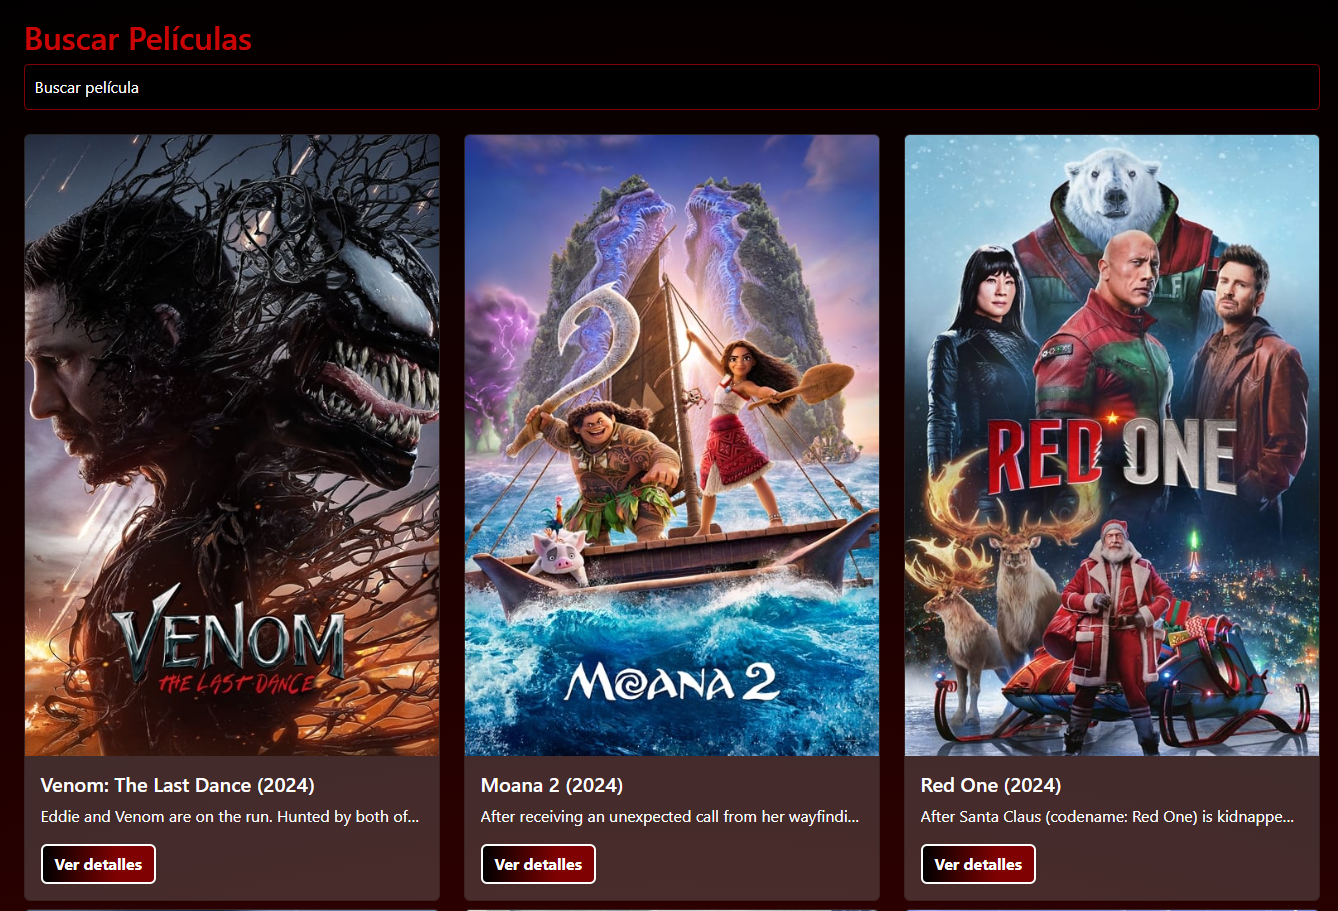 Buscar Películas
Buscar película
VENOM
THE LAST DANCE
MOANA 2
RED ONE
Venom: The Last Dance (2024)
Eddie and Venom are on the run. Hunted by both of...
Ver detalles
Moana 2 (2024)
After receiving an unexpected call from her wayfindi...
Ver detalles
Red One (2024)
After Santa Claus (codename: Red One) is kidnappe...
Ver detalles